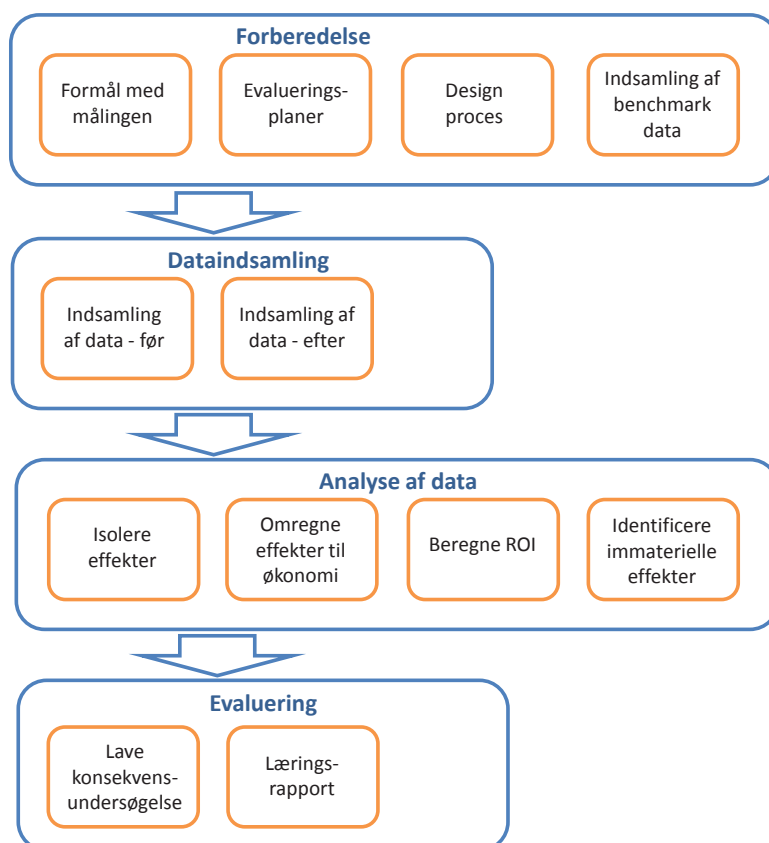 Forberedelse
Formål med
målingen
Evaluerings-
planer
Design
proces
Indsamling af
benchmark
data
Dataindsamling
Indsamling
af data - før
Indsamling af
data - efter
Analyse af data
Isolere
effekter
Omregne
effekter til
økonomi
Beregne ROI
Identificere
immaterielle
effekter
Evaluering
Lave
konsekvens-
undersøgelse
Lærings-
rapport